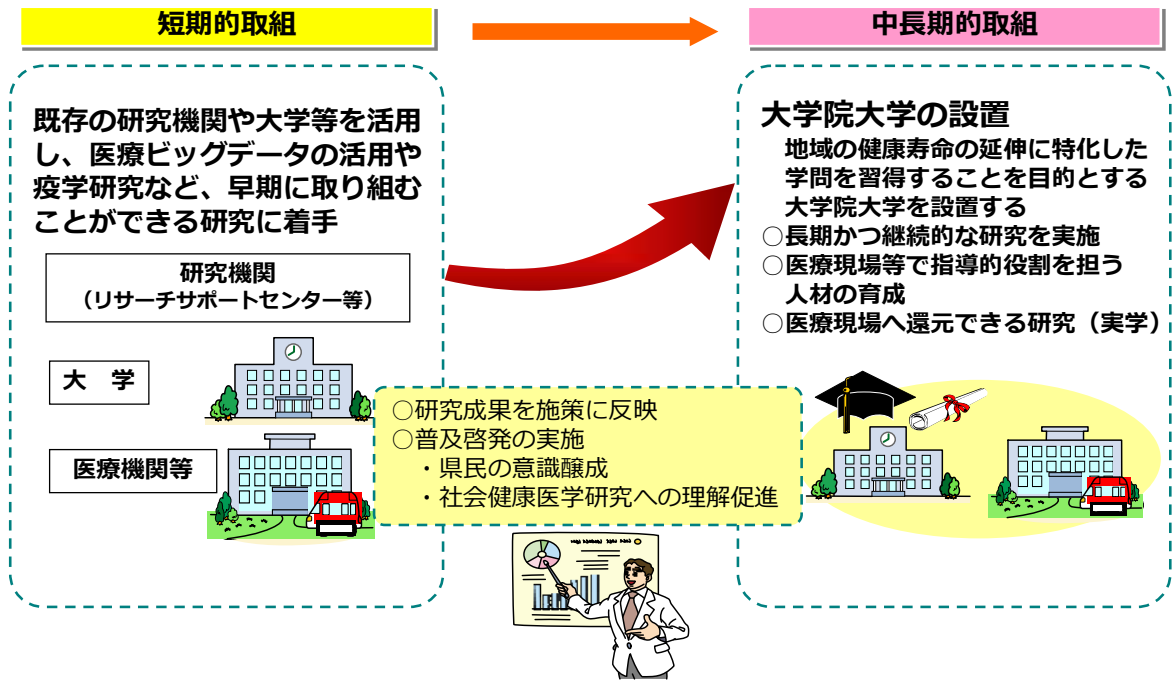 短期的取組
中長期的取組
既存の研究機関や大学等を活用
し、医療ビッグデータの活用や
疫学研究など、早期に取り組む
ことができる研究に着手
研究機関
（リサーチサポートセンター等）
大　学
医療機関等
○研究成果を施策に反映
○普及啓発の実施
・県民の意識醸成
・社会健康医学研究への理解促進
大学院大学の設置
地域の健康寿命の延伸に特化した
学問を習得することを目的とする
大学院大学を設置する
○長期かつ継続的な研究を実施
○医療現場等で指導的役割を担う
人材の育成
○医療現場へ還元できる研究（実学）